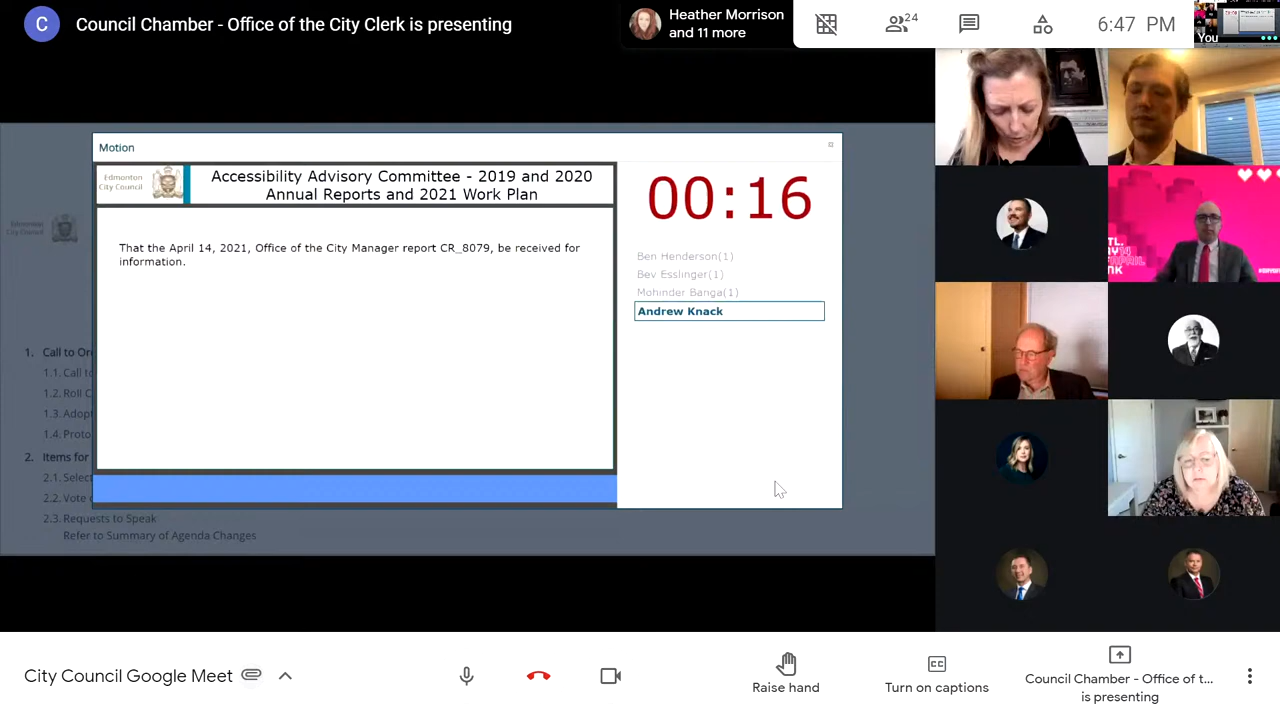 C Council Chamber - Office of the City Clerk is presenting
Heather Morrison
and 11 more
24
6:47 PM
You
Motion
Edmonton
City Council
Accessibility Advisory Committee - 2019 and 2020
Annual Reports and 2021 Work Plan
00:16
That the April 14, 2021, Office of the City Manager report CR_8079, be received for
information.
Ben Henderson(1)
Bev Esslinger(1)
Mohinder Banga(1)
Andrew Knack
Edmonton
City Council
1. Call to Or
1.1. Call to
1.2. Roll C
1.3. Adopt
1.4. Proto
2. Items for
2.1. Select
2.2. Vote
2.3. Requests to Speak
Refer to Summary of Agenda Changes
City Council Google Meet
Raise hand
CC
Turn on captions
Council Chamber - Office of t...
is presenting